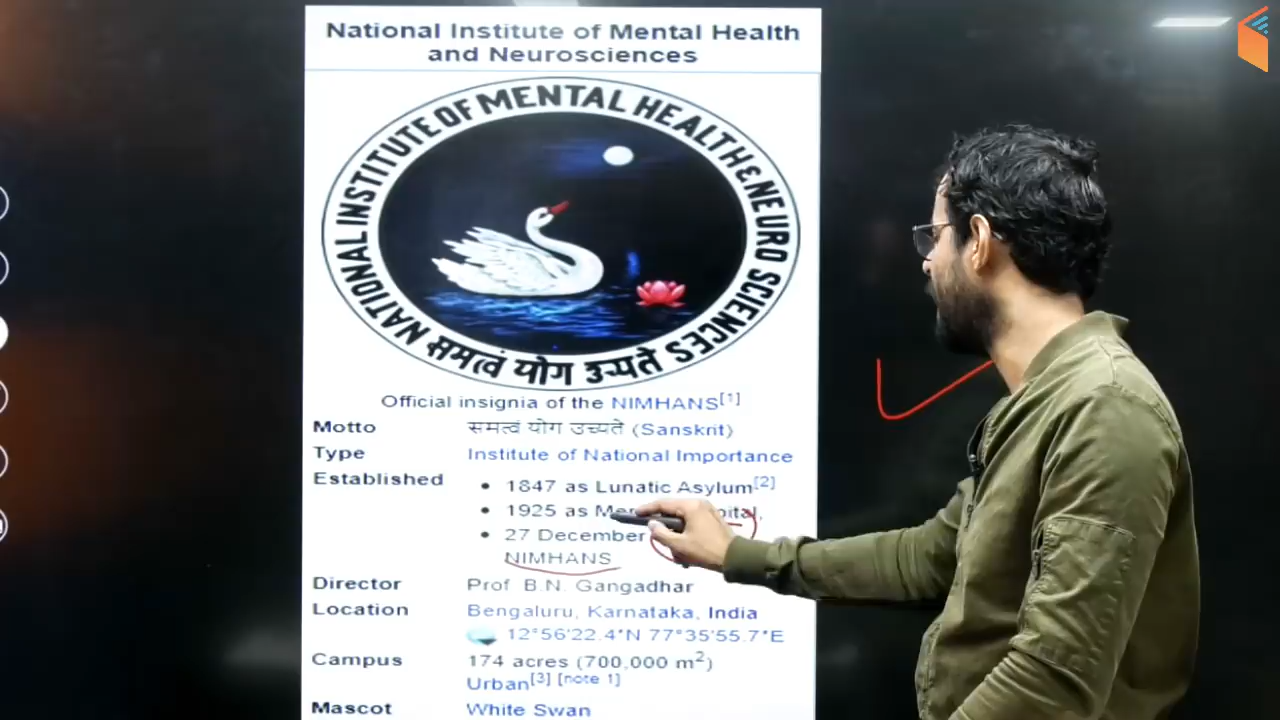 National Institute of Mental Health
and Neurosciences
NATIONAL INSTITUTE OF MENTAL HEALTH & NEURO SCIENCES
समत्वं योग उच्यते
Official insignia of the NIMHANS[1]
Motto समत्वं योग उच्यते (Sanskrit)
Type Institute of National Importance
Established • 1847 as Lunatic Asylum[2]
• 1925 as
• 27 December
NIMHANS
Director Prof B.N. Gangadhar
Location Bengaluru, Karnataka, India
12°56'22.4"N 77°35'55.7"E
Campus 174 acres (700,000 m2)
Urban[3] [note 1]
Mascot White Swan